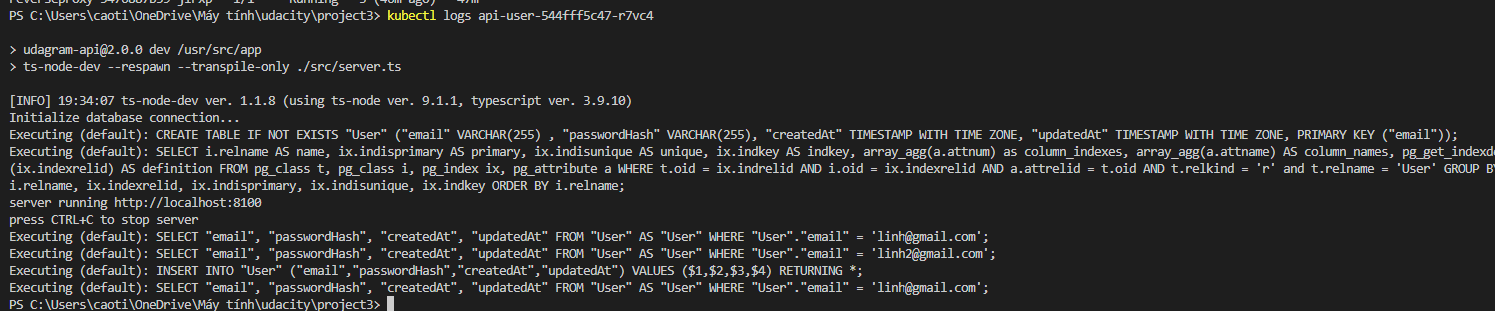 PS C:\Users\caoti\OneDrive\Máy tính\udacity\project3> kubectl logs api-user-544fff5c47-r7vc4
> udagram-api@2.0.0 dev /usr/src/app
> ts-node-dev --respawn --transpile-only ./src/server.ts
[INFO] 19:34:07 ts-node-dev ver. 1.1.8 (using ts-node ver. 9.1.1, typescript ver. 3.9.10)
Initialize database connection...
Executing (default): CREATE TABLE IF NOT EXISTS "User" ("email" VARCHAR(255) , "passwordHash" VARCHAR(255), "createdAt" TIMESTAMP WITH TIME ZONE, "updatedAt" TIMESTAMP WITH TIME ZONE, PRIMARY KEY ("email"));
Executing (default): SELECT i.relname AS name, ix.indisprimary AS primary, ix.indisunique AS unique, ix.indkey AS indkey, array_agg(a.attnum) as column_indexes, array_agg(a.attname) AS column_names, pg_get_indexde
(ix.indexrelid) AS definition FROM pg_class t, pg_class i, pg_index ix, pg_attribute a WHERE t.oid = ix.indrelid AND i.oid = ix.indexrelid AND a.attrelid = t.oid AND t.relkind = 'r' and t.relname = 'User' GROUP BY
i.relname, ix.indexrelid, ix.indisprimary, ix.indisunique, ix.indkey ORDER BY i.relname;
server running http://localhost:8100
press CTRL+C to stop server
Executing (default): SELECT "email", "passwordHash", "createdAt", "updatedAt" FROM "User" AS "User" WHERE "User"."email" = 'linh@gmail.com';
Executing (default): SELECT "email", "passwordHash", "createdAt", "updatedAt" FROM "User" AS "User" WHERE "User"."email" = 'linh2@gmail.com';
Executing (default): INSERT INTO "User" ("email","passwordHash","createdAt","updatedAt") VALUES ($1,$2,$3,$4) RETURNING *;
Executing (default): SELECT "email", "passwordHash", "createdAt", "updatedAt" FROM "User" AS "User" WHERE "User"."email" = 'linh@gmail.com';
PS C:\Users\caoti\OneDrive\Máy tính\udacity\project3>